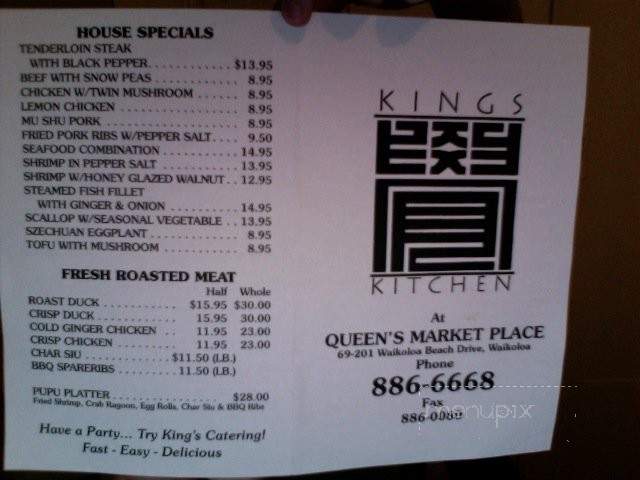 HOUSE SPECIALS
TENDERLOIN STEAK
WITH BLACK PEPPER. . . . . . . . . . . . $13.95
BEEF WITH SNOW PEAS . . . . . . . . . . . . 8.95
CHICKEN W/TWIN MUSHROOM . . . . . . 8.95
LEMON CHICKEN . . . . . . . . . . . . . . . . 8.95
MU SHU PORK . . . . . . . . . . . . . . . . . . 8.95
FRIED PORK RIBS W/PEPPER SALT. . . . 9.50
SEAFOOD COMBINATION . . . . . . . . . . 14.95
SHRIMP IN PEPPER SALT . . . . . . . . . . 13.95
SHRIMP W/HONEY GLAZED WALNUT. . 12.95
STEAMED FISH FILLET
WITH GINGER & ONION . . . . . . . . . . 14.95
SCALLOP W/SEASONAL VEGETABLE . . 13.95
SZECHUAN EGGPLANT . . . . . . . . . . . . 8.95
TOFU WITH MUSHROOM . . . . . . . . . . . 8.95
FRESH ROASTED MEAT
Half Whole
ROAST DUCK . . . . . . . . . . . $15.95 $30.00
CRISP DUCK . . . . . . . . . . . . 15.95 30.00
COLD GINGER CHICKEN . . 11.95 23.00
CRISP CHICKEN . . . . . . . . . 11.95 23.00
CHAR SIU . . . . . . . . . . . . . $11.50 (LB.)
BBQ SPARERIBS. . . . . . . . . . 11.50 (LB.)
PUPU PLATTER . . . . . . . . . . . . . . . . . . $28.00
Fried Shrimp, Crab Ragoon, Egg Rolls, Char Siu & BBQ Ribs
Have a Party... Try King's Catering!
Fast - Easy - Delicious
KINGS
KITCHEN
At
QUEEN'S MARKET PLACE
69-201 Waikoloa Beach Drive, Waikoloa
Phone
886-6668
Fax
886-0080
menupix